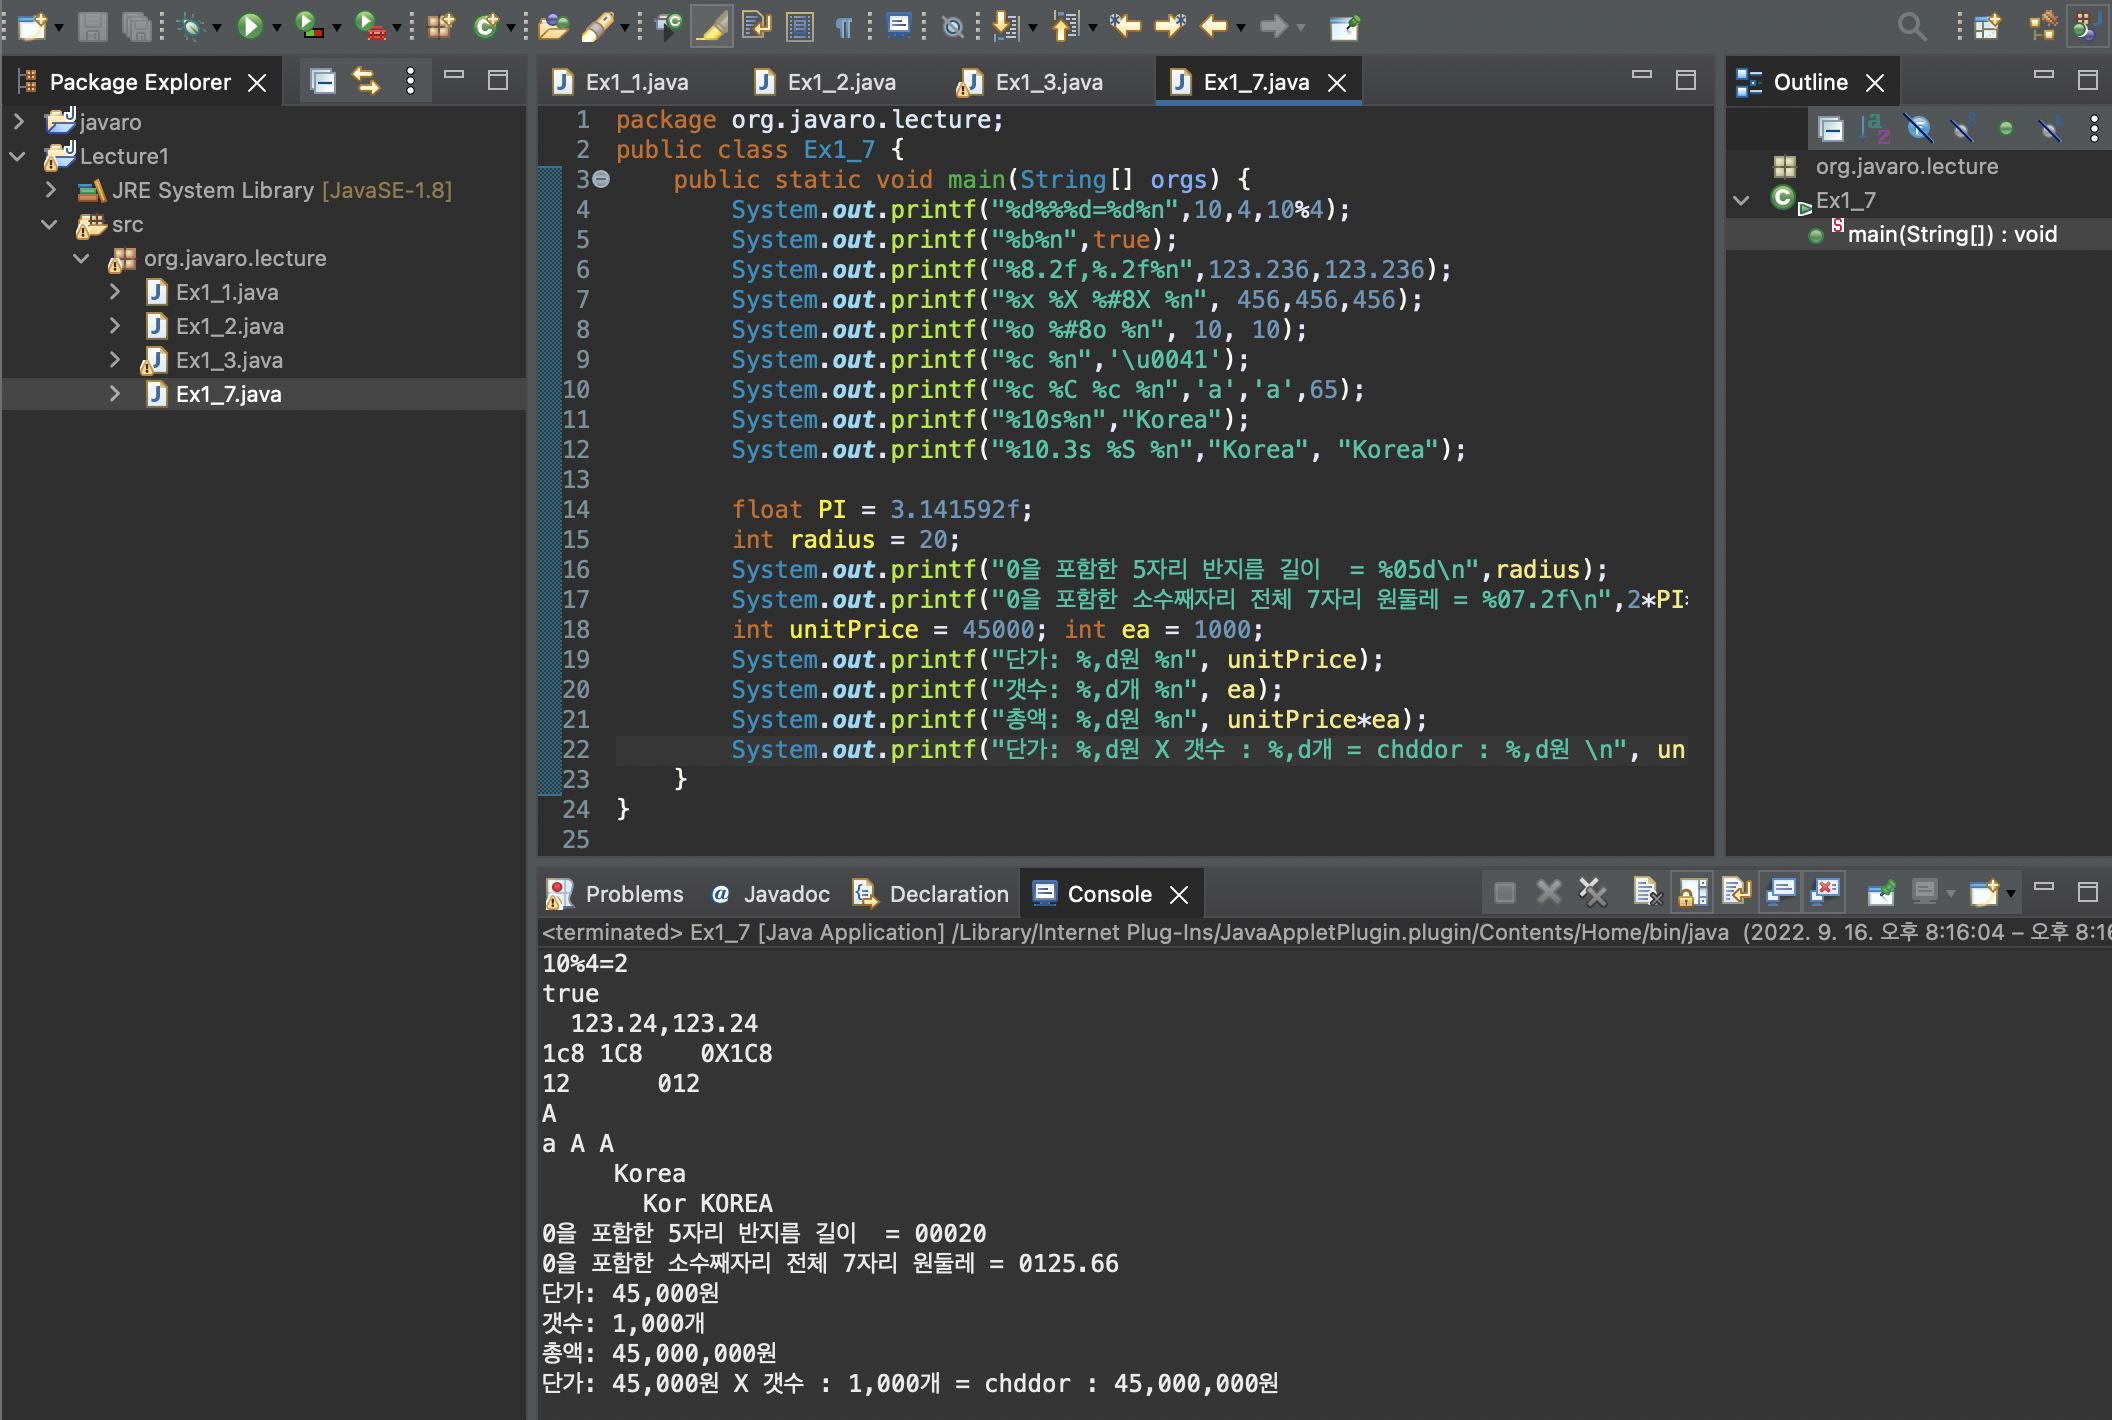 Package Explorer
javaro
Lecture1
JRE System Library [JavaSE-1.8]
src
org.javaro.lecture
Ex1_1.java
Ex1_2.java
Ex1_3.java
Ex1_7.java
Ex1_1.java Ex1_2.java Ex1_3.java Ex1_7.java
1 package org.javaro.lecture;
2 public class Ex1_7 {
3 public static void main(String[] orgs) {
4 System.out.printf("%d%%%d=%d%n",10,4,10%4);
5 System.out.printf("%b%n",true);
6 System.out.printf("%8.2f,%.2f%n",123.236,123.236);
7 System.out.printf("%x %X %#8X %n", 456,456,456);
8 System.out.printf("%o %#8o %n", 10, 10);
9 System.out.printf("%c %n",'\u0041');
10 System.out.printf("%c %C %c %n",'a','a',65);
11 System.out.printf("%10s%n","Korea");
12 System.out.printf("%10.3s %S %n","Korea", "Korea");
13
14 float PI = 3.141592f;
15 int radius = 20;
16 System.out.printf("0을 포함한 5자리 반지름 길이  = %05d\n",radius);
17 System.out.printf("0을 포함한 소수째자리 전체 7자리 원둘레 = %07.2f\n",2*PI*
18 int unitPrice = 45000; int ea = 1000;
19 System.out.printf("단가: %,d원 %n", unitPrice);
20 System.out.printf("갯수: %,d개 %n", ea);
21 System.out.printf("총액: %,d원 %n", unitPrice*ea);
22 System.out.printf("단가: %,d원 X 갯수 : %,d개 = chddor : %,d원 \n", un
23 }
24 }
25
Outline
org.javaro.lecture
Ex1_7
main(String[]) : void
Problems Javadoc Declaration Console
<terminated> Ex1_7 [Java Application] /Library/Internet Plug-Ins/JavaAppletPlugin.plugin/Contents/Home/bin/java (2022. 9. 16. 오후 8:16:04 – 오후 8:16
10%4=2
true
  123.24,123.24
1c8 1C8    0X1C8
12      012
A
a A A
     Korea
       Kor KOREA
0을 포함한 5자리 반지름 길이  = 00020
0을 포함한 소수째자리 전체 7자리 원둘레 = 0125.66
단가: 45,000원
갯수: 1,000개
총액: 45,000,000원
단가: 45,000원 X 갯수 : 1,000개 = chddor : 45,000,000원